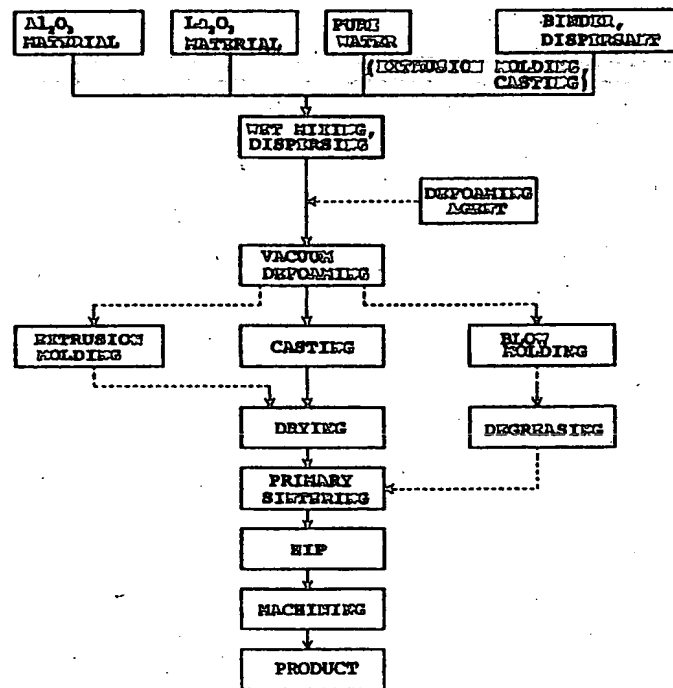 Al₂O₃
MATERIAL
La₂O₃
MATERIAL
PURE
WATER
BINDER,
DISPERSANT
(EXTRUSION MOLDING,
CASTING)
WET MIXING,
DISPERSING
DEFOAMING
AGENT
VACUUM
DEFOAMING
EXTRUSION
MOLDING
CASTING
BLOW
MOLDING
DRYING
DEGREASING
PRIMARY
SINTERING
HIP
MACHINING
PRODUCT